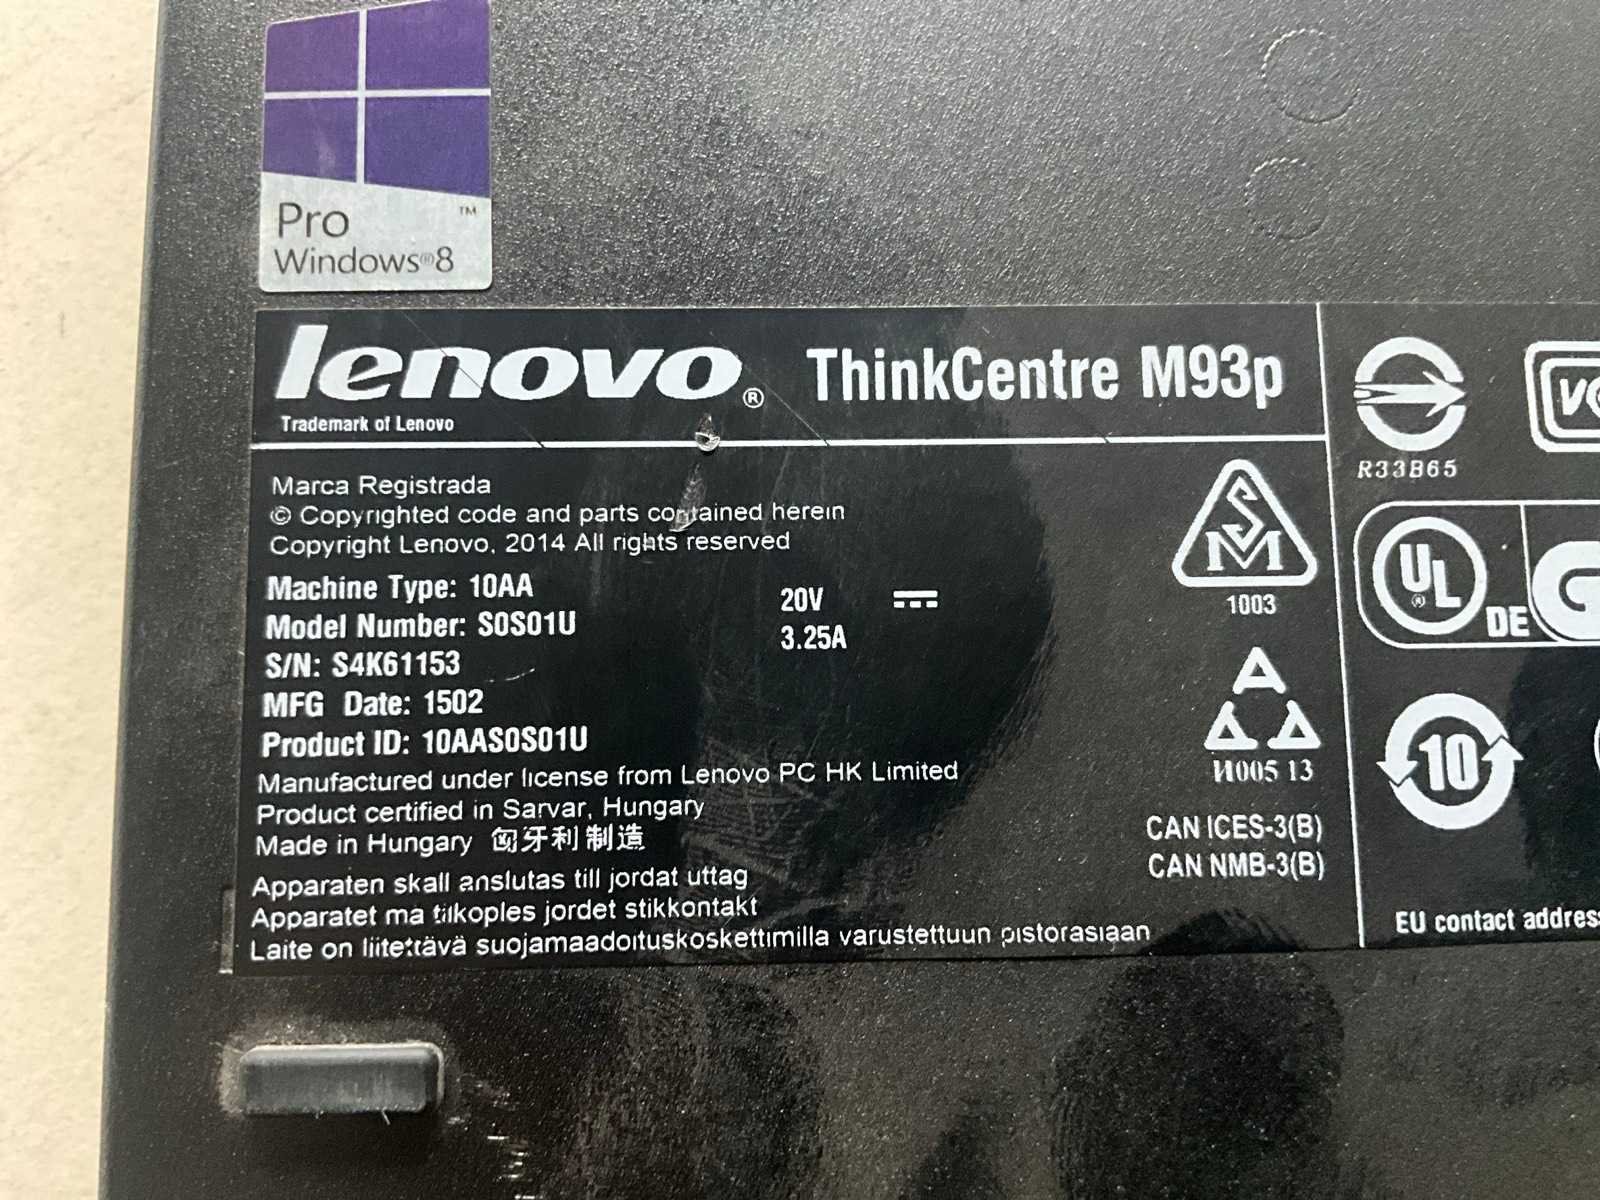 Pro ™
Windows®8
lenovo® ThinkCentre M93p
Trademark of Lenovo
Marca Registrada
© Copyrighted code and parts contained herein
Copyright Lenovo, 2014 All rights reserved
Machine Type: 10AA
Model Number: S0S01U
S/N: S4K61153
MFG Date: 1502
Product ID: 10AAS0S01U
20V
3.25A
Manufactured under license from Lenovo PC HK Limited
Product certified in Sarvar, Hungary
Made in Hungary 匈牙利制造
Apparaten skall anslutas till jordat uttag
Apparatet ma tilkoples jordet stikkontakt
Laite on liitettävä suojamaadoituskoskettimilla varustettuun pistorasiaan
SM
1003
И005 13
CAN ICES-3(B)
CAN NMB-3(B)
R33B65
UL®
DE
10
EU contact address